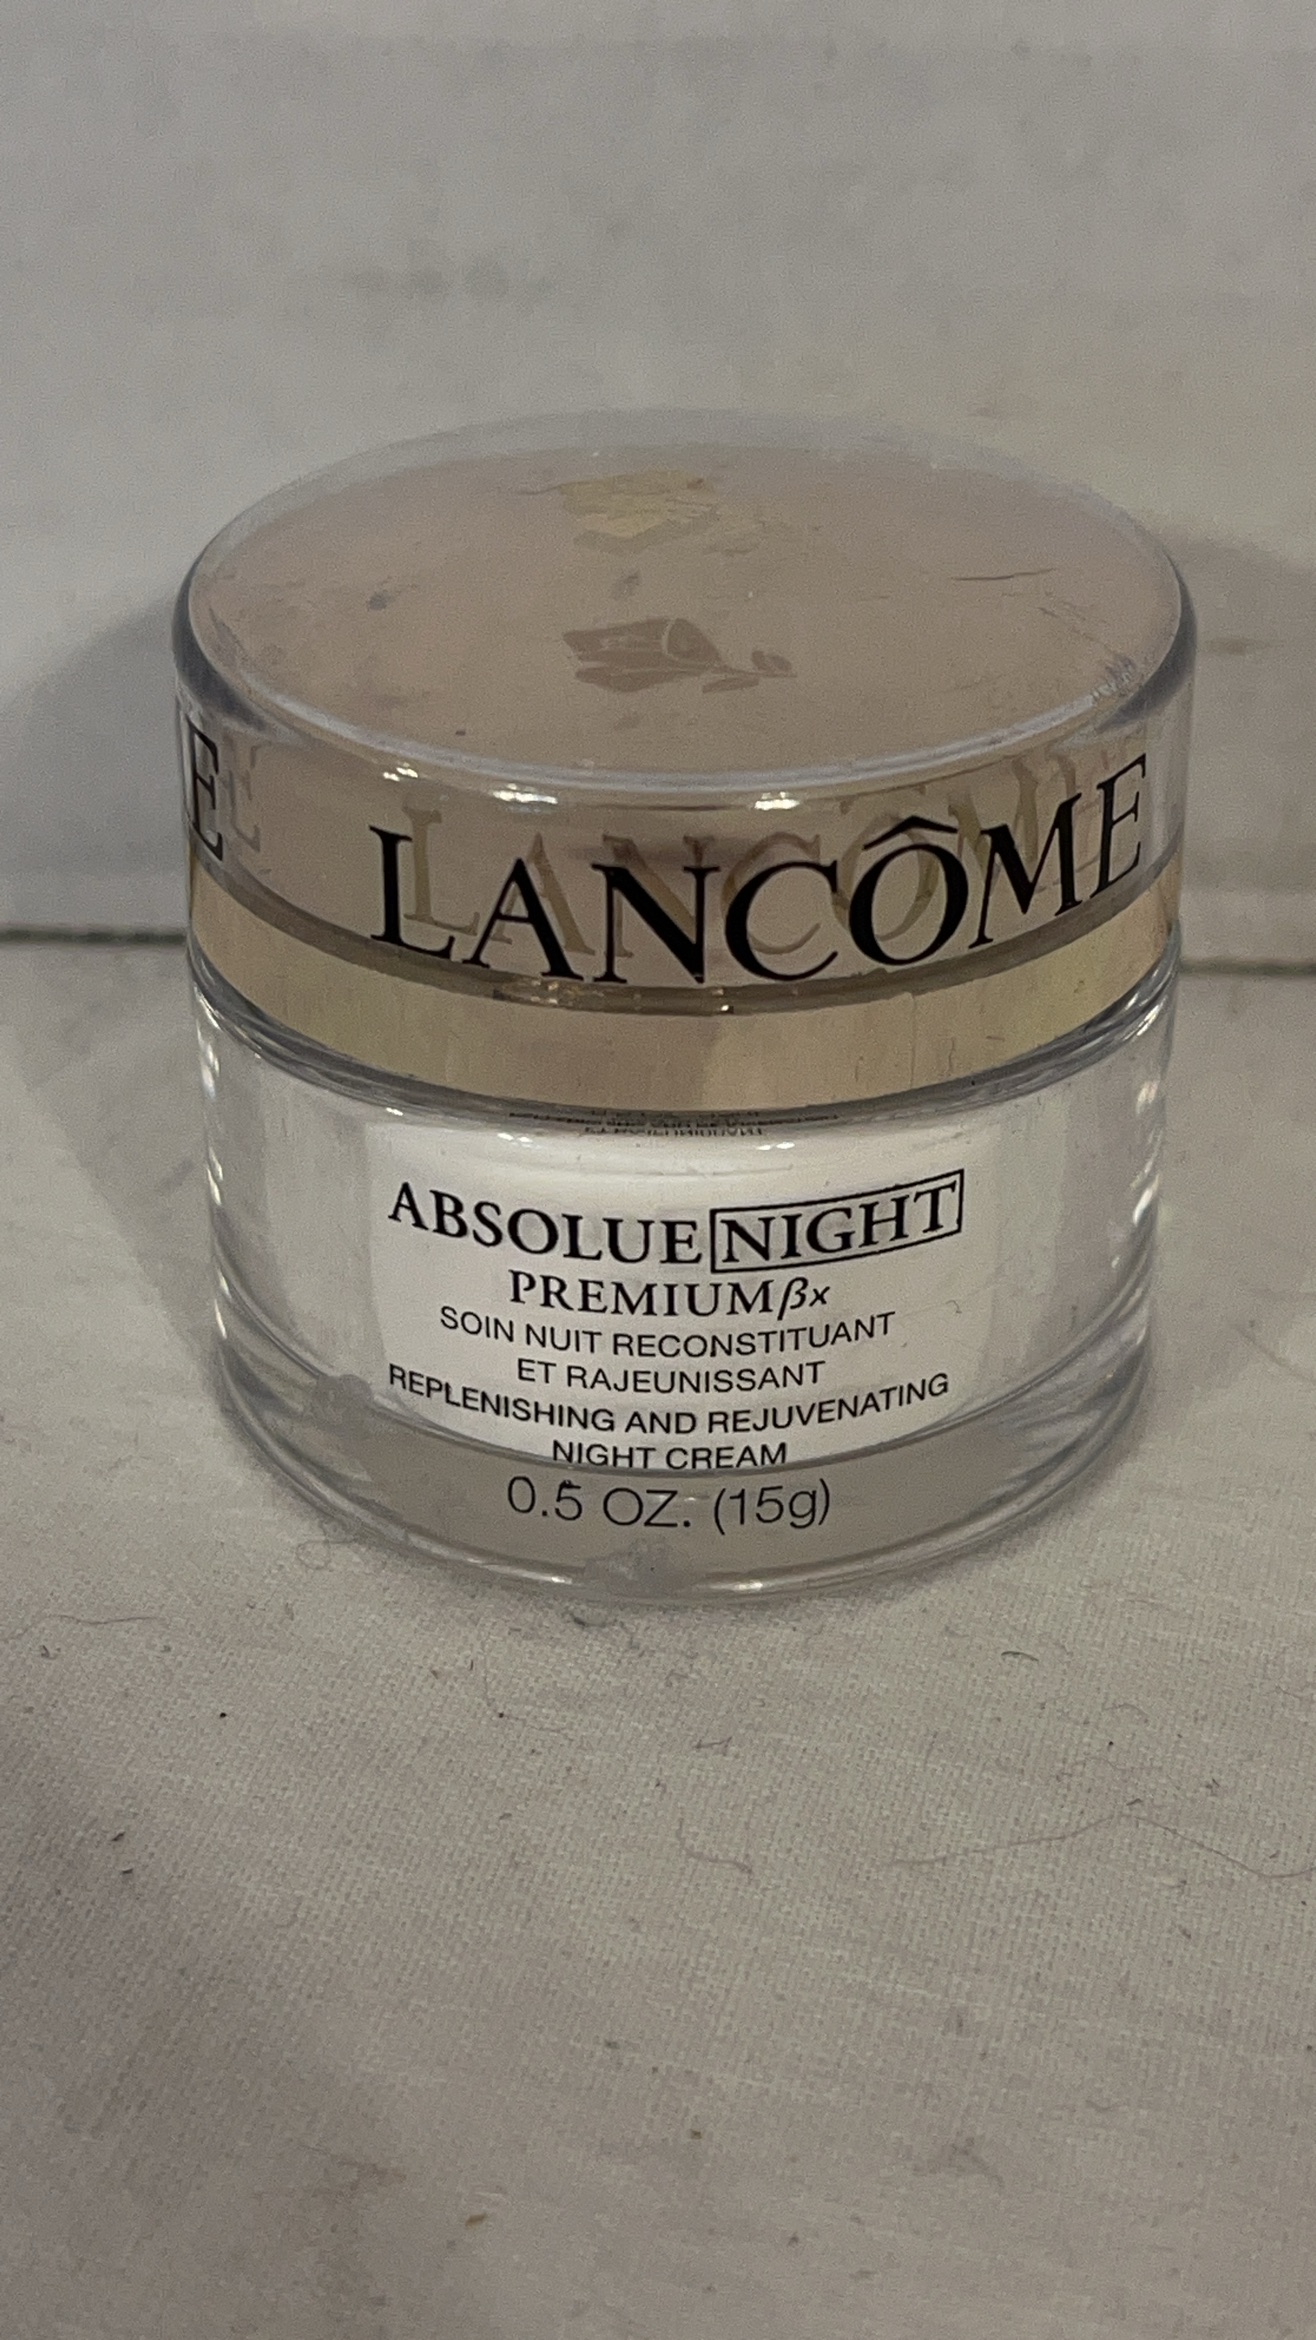 LANCÔME
E
ABSOLUE NIGHT
PREMIUM βx
SOIN NUIT RECONSTITUANT
ET RAJEUNISSANT
REPLENISHING AND REJUVENATING
NIGHT CREAM
0.5 OZ. (15g)